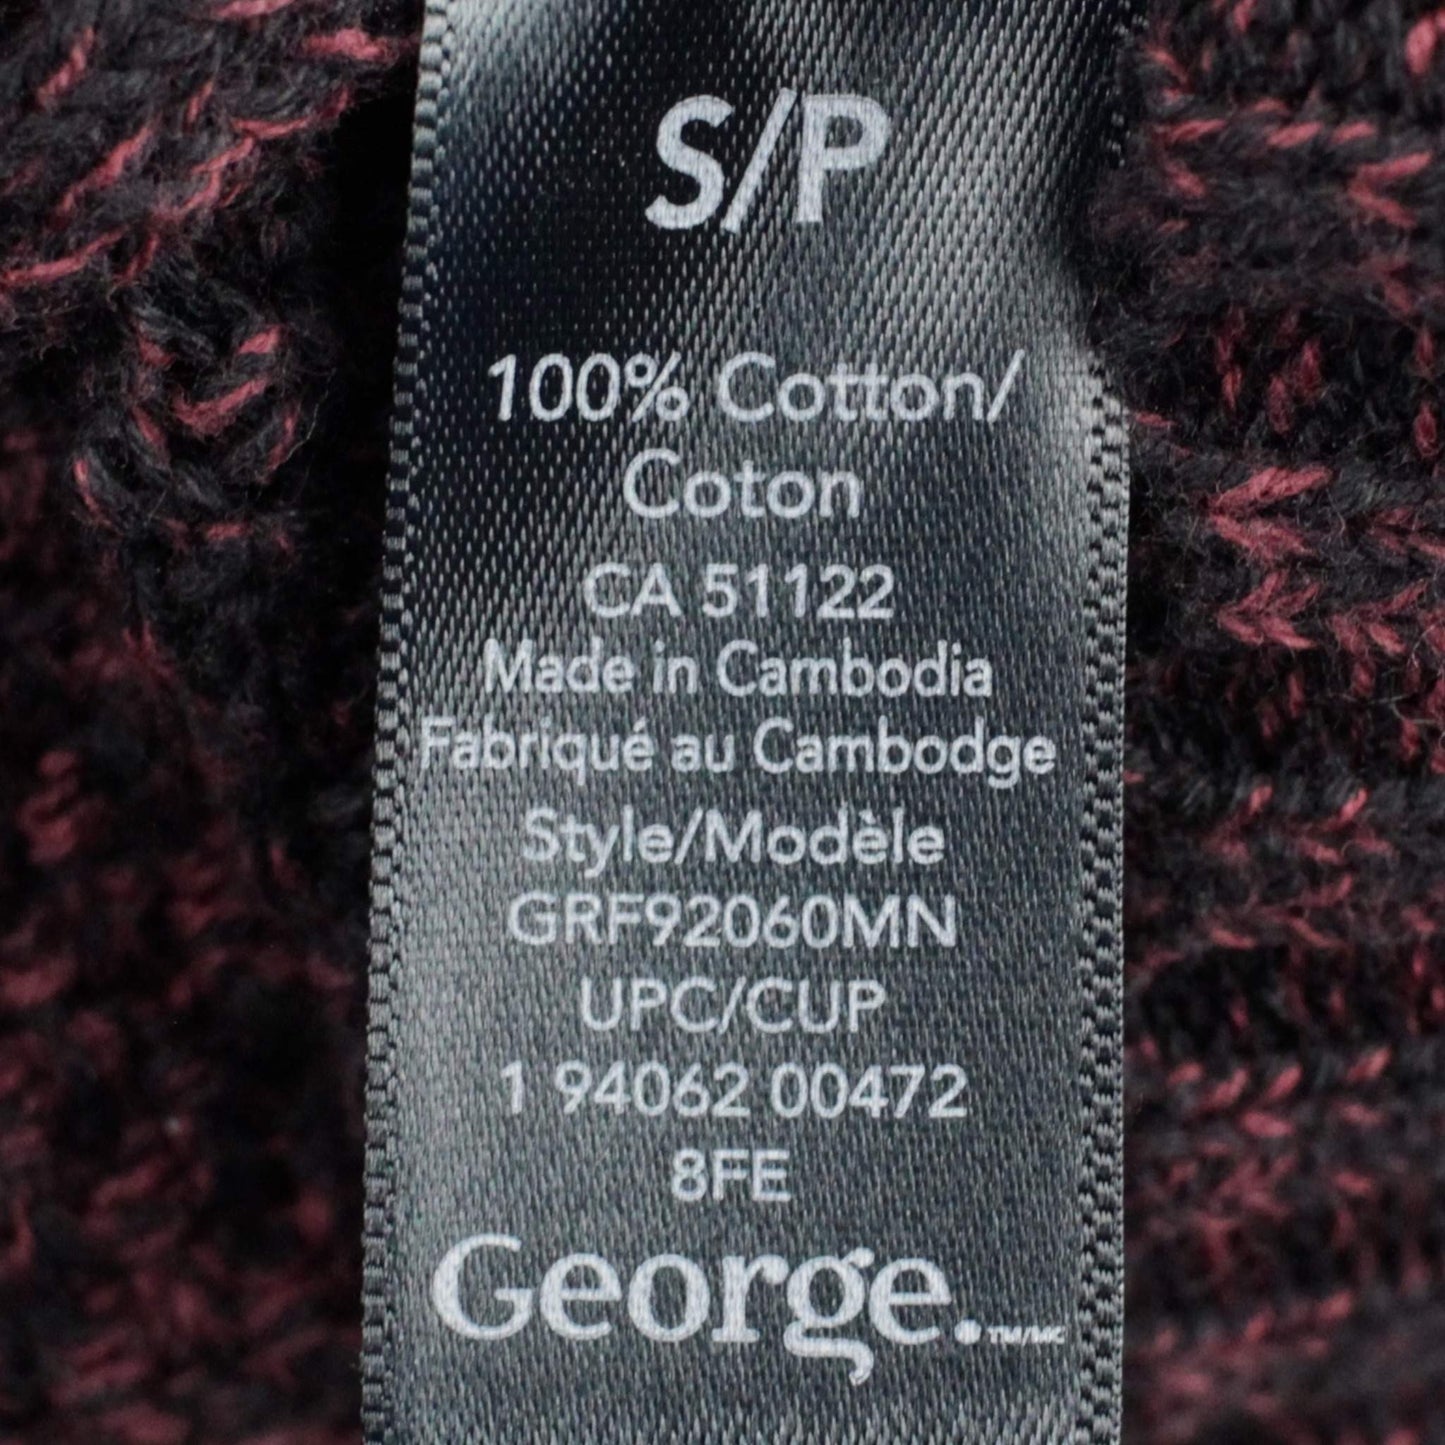 S/P
100% Cotton/
Coton
CA 51122
Made in Cambodia
Fabriqué au Cambodge
Style/Modèle
GRF92060MN
UPC/CUP
1 94062 00472
8FE
George.®TM/MC